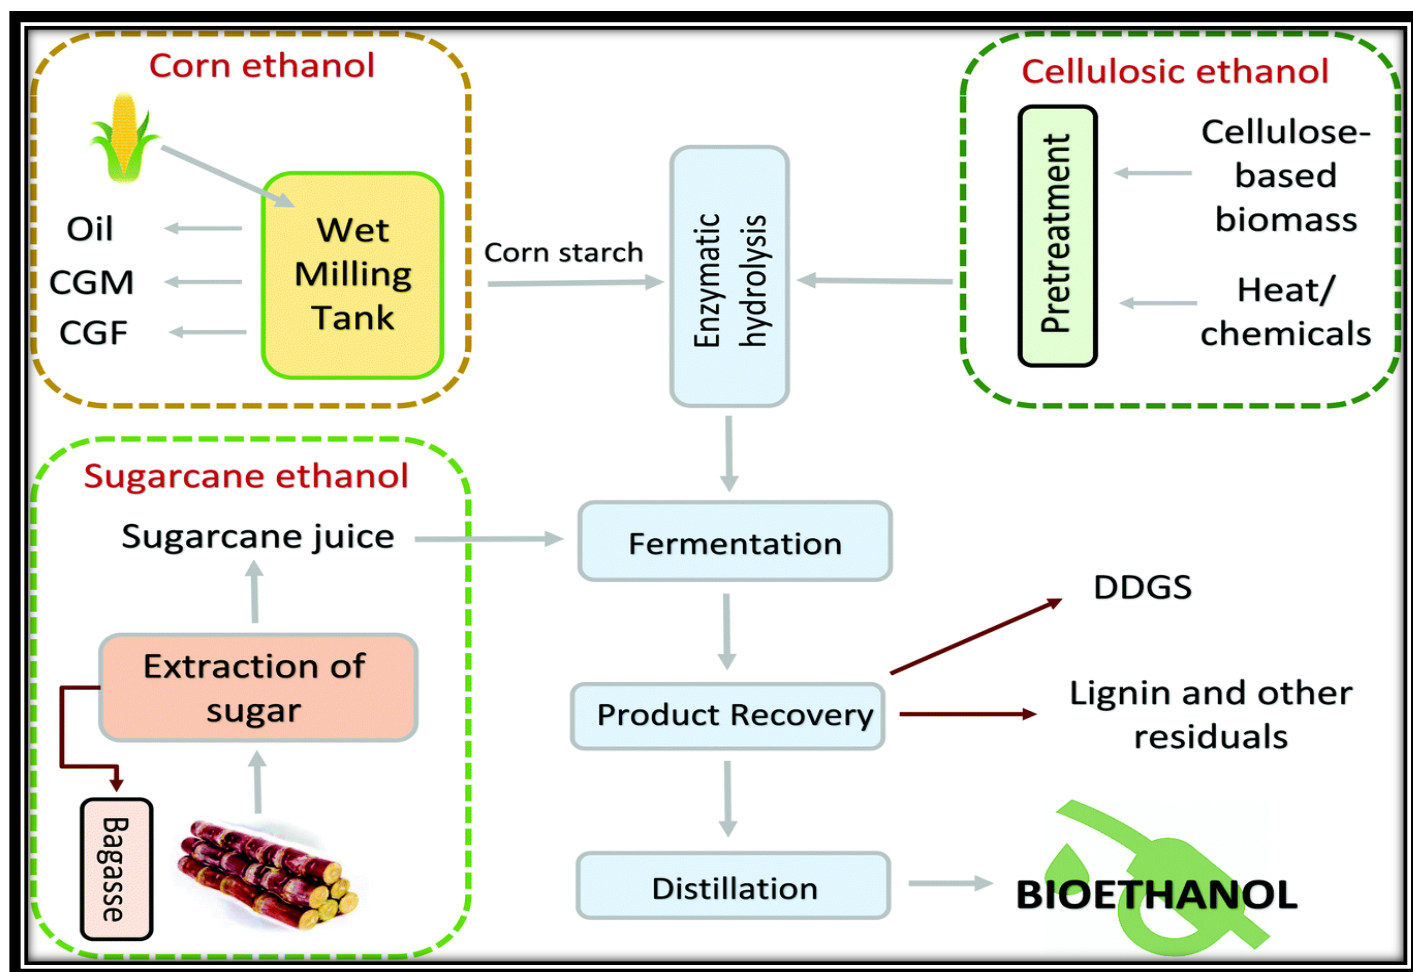 Corn ethanol
Oil
CGM
CGF
Wet
Milling
Tank
Corn starch
Enzymatic
hydrolysis
Cellulosic ethanol
Pretreatment
Cellulose-
based
biomass
Heat/
chemicals
Sugarcane ethanol
Sugarcane juice
Extraction of
sugar
Bagasse
Fermentation
Product Recovery
DDGS
Lignin and other
residuals
Distillation
BIOETHANOL